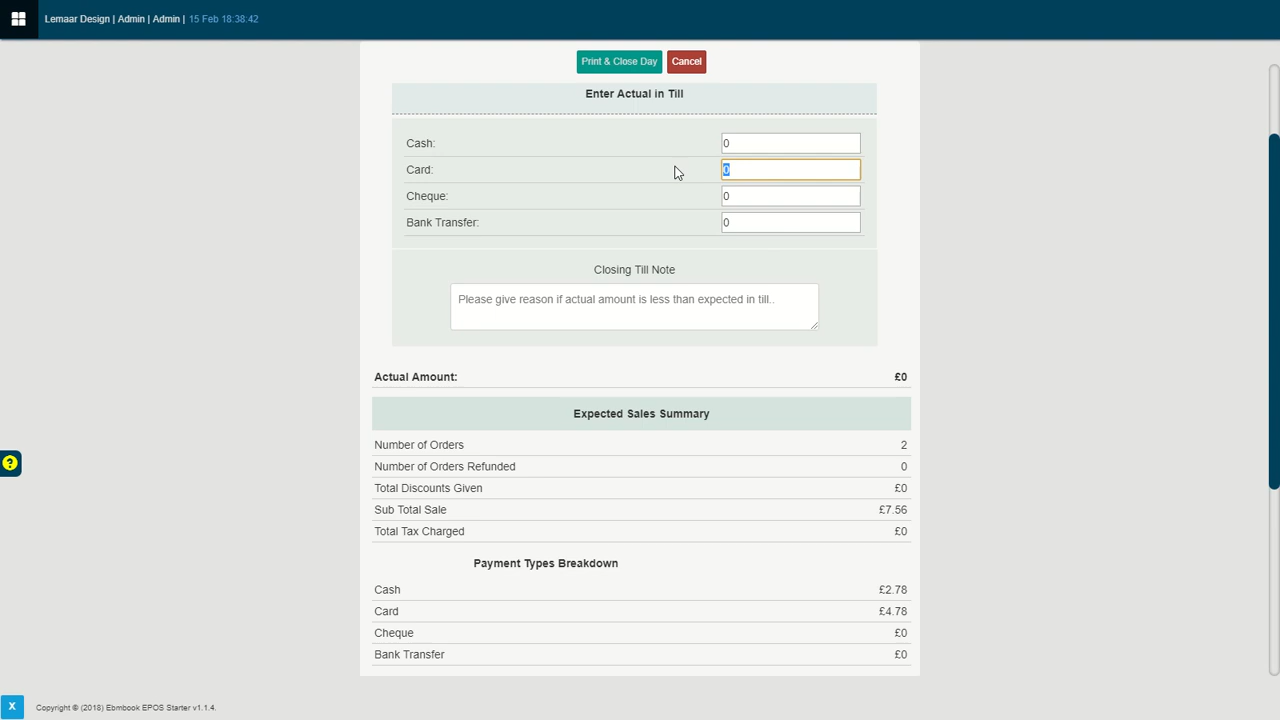 Lemaar Design | Admin | Admin | 15 Feb 18:38:42
Print & Close Day Cancel
Enter Actual in Till
Cash: 0
Card: 0
Cheque: 0
Bank Transfer: 0
Closing Till Note
Please give reason if actual amount is less than expected in till..
Actual Amount: £0
Expected Sales Summary
Number of Orders 2
Number of Orders Refunded 0
Total Discounts Given £0
Sub Total Sale £7.56
Total Tax Charged £0
Payment Types Breakdown
Cash £2.78
Card £4.78
Cheque £0
Bank Transfer £0
?
X Copyright © (2018) Ebmbook EPOS Starter v1.1.4.